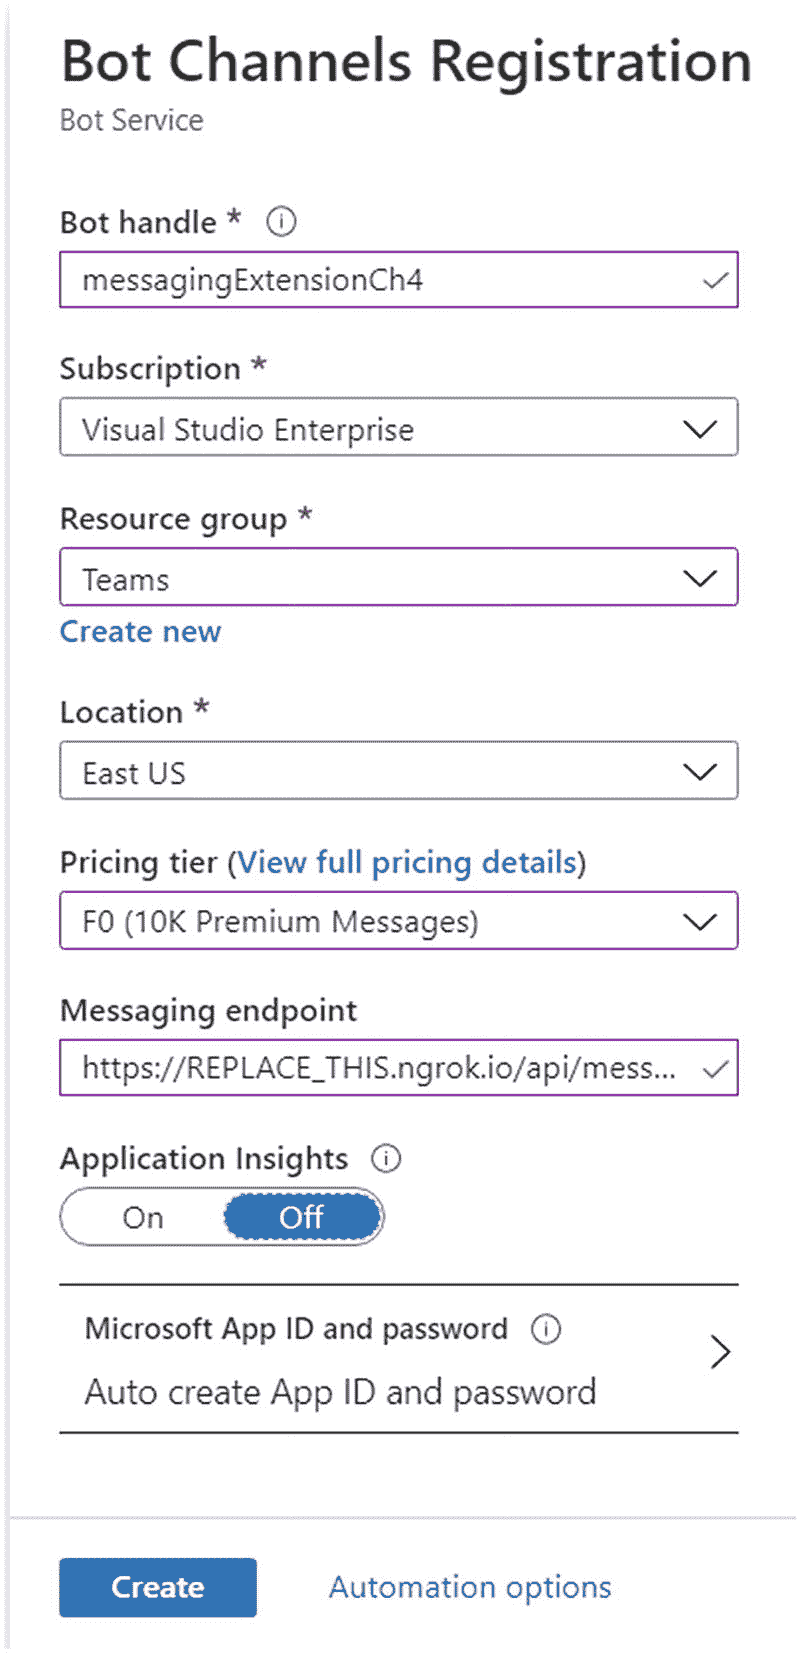 Bot Channels Registration
Bot Service
Bot handle *
messagingExtensionCh4
Subscription *
Visual Studio Enterprise
Resource group *
Teams
Create new
Location *
East US
Pricing tier (View full pricing details)
F0 (10K Premium Messages)
Messaging endpoint
https://REPLACE_THIS.ngrok.io/api/mess...
Application Insights
On Off
Microsoft App ID and password
Auto create App ID and password
Create Automation options